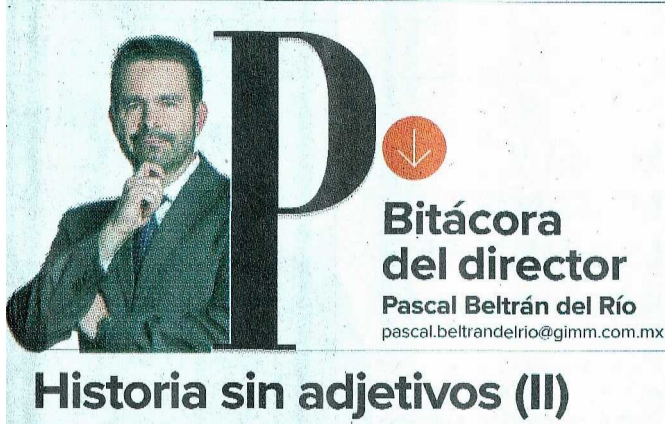 P
Bitácora
del director
Pascal Beltrán del Río
pascal.beltrandelrio@gimm.com.mx
Historia sin adjetivos (II)